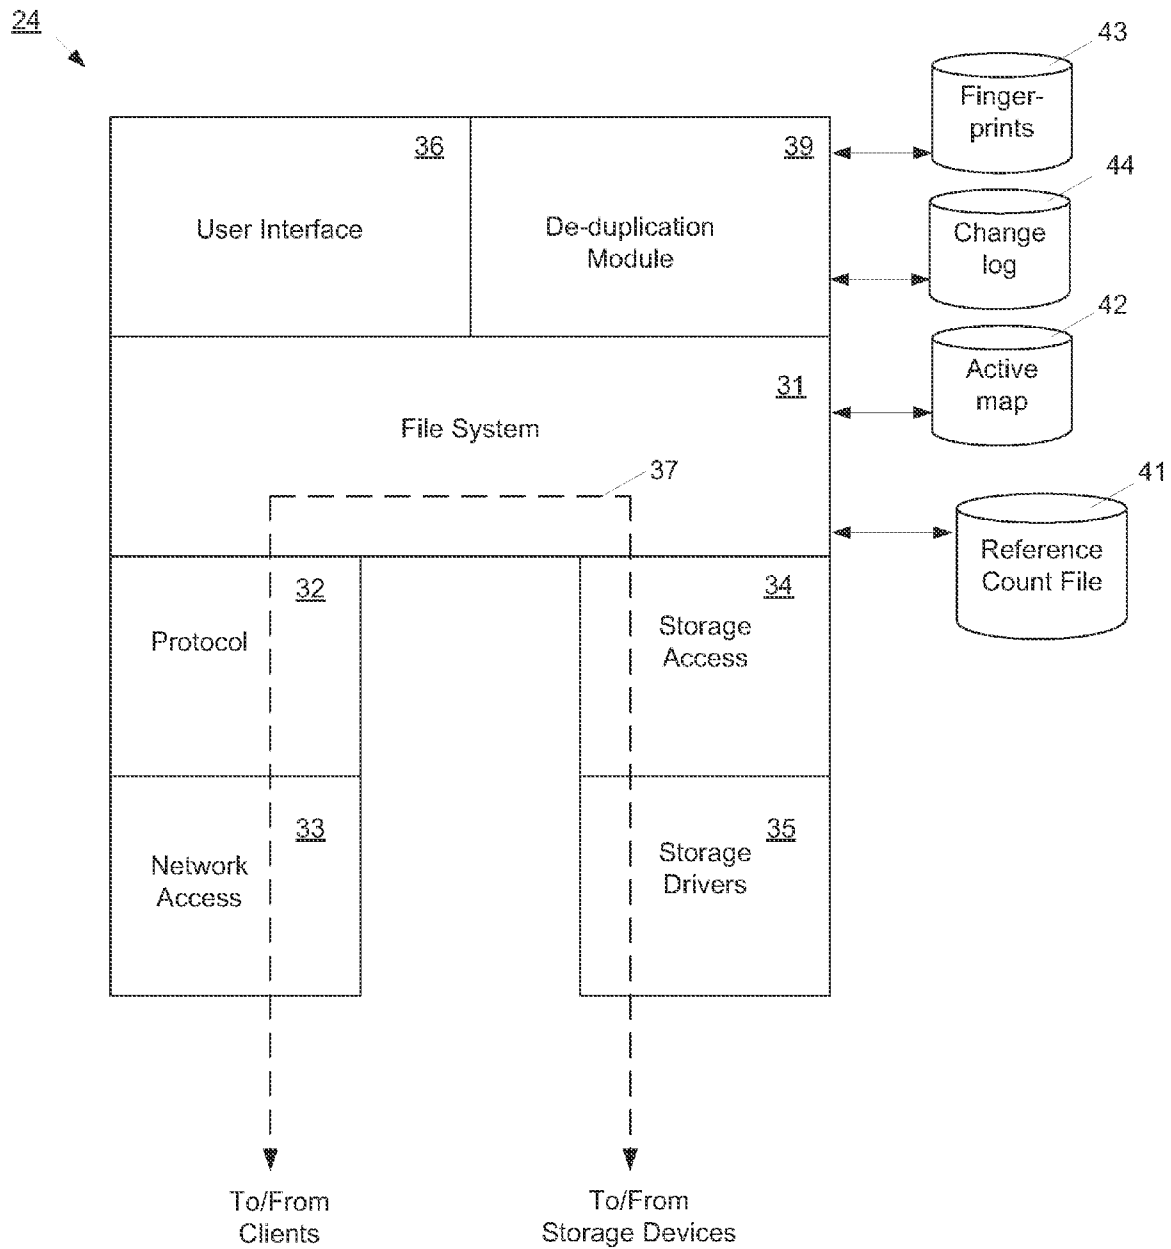 24
43
Finger-
prints
36
39
User Interface
De-duplication
Module
44
Change
log
42
Active
map
31
File System
37
41
Reference
Count File
32
Protocol
34
Storage
Access
33
Network
Access
35
Storage
Drivers
To/From
Clients
To/From
Storage Devices